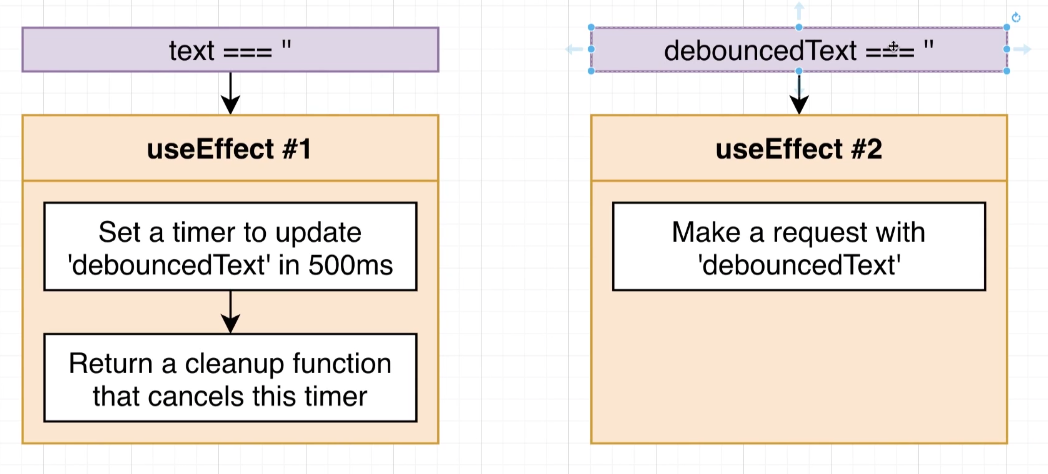 text === ''
useEffect #1
Set a timer to update
'debouncedText' in 500ms
Return a cleanup function
that cancels this timer
debouncedText === ''
useEffect #2
Make a request with
'debouncedText'